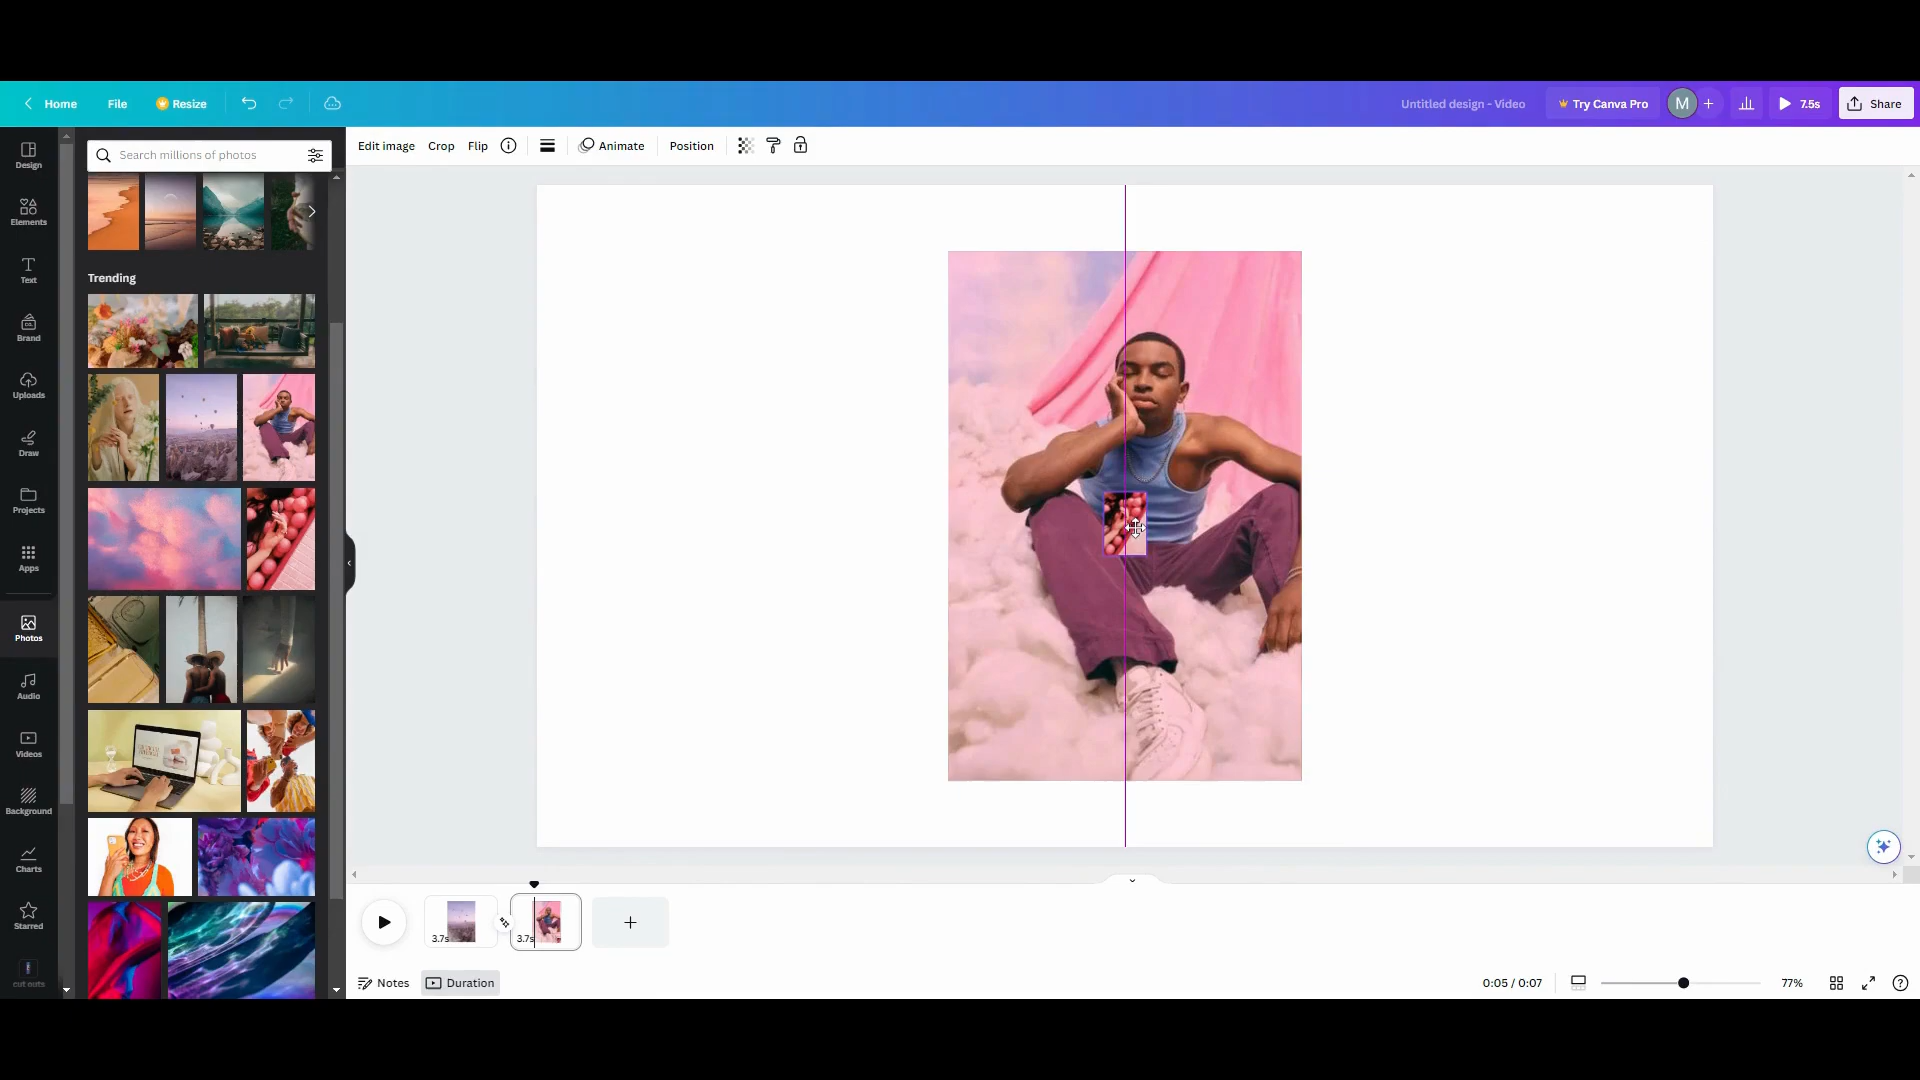 Home File Resize Untitled design - Video Try Canva Pro M 7.5s Share
Design
Elements
Text
Brand
Uploads
Draw
Projects
Apps
Photos
Audio
Videos
Background
Charts
Starred
cut outs
Search millions of photos
Trending
Edit image Crop Flip Animate Position
3.7s 3.7s
Notes Duration 0:05 / 0:07 77%